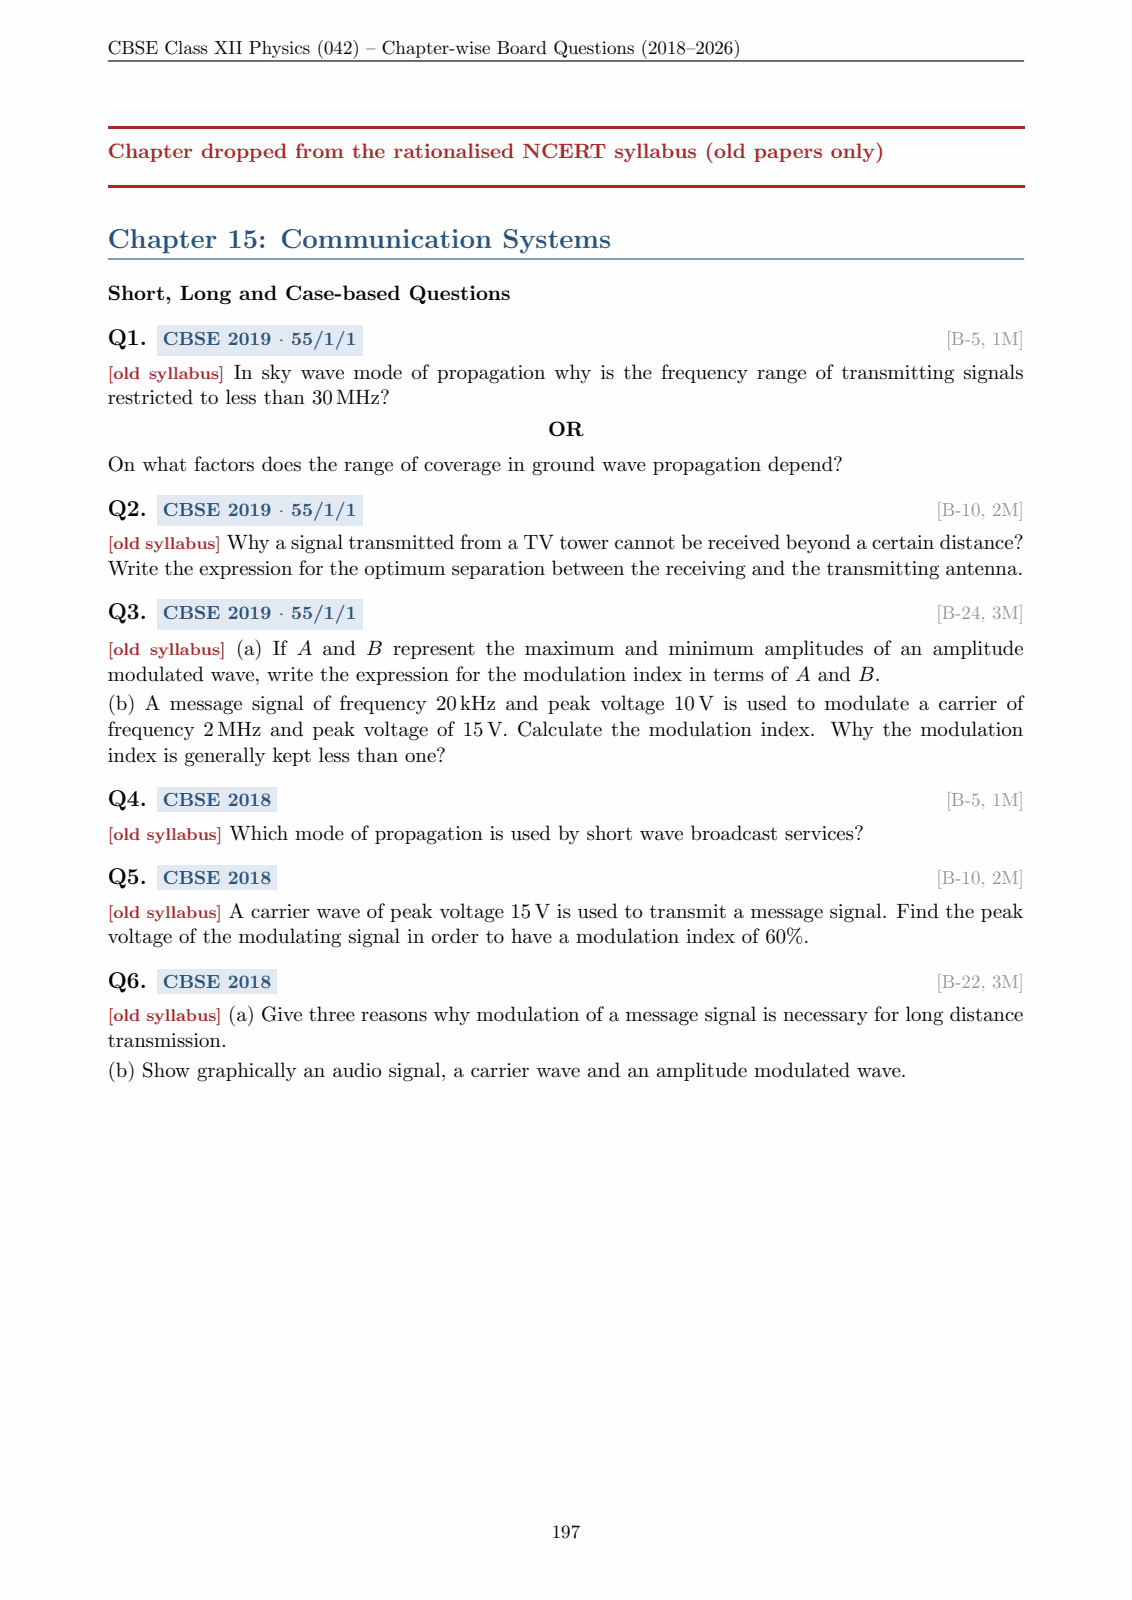 CBSE Class XII Physics (042) – Chapter-wise Board Questions (2018–2026)
Chapter dropped from the rationalised NCERT syllabus (old papers only)
Chapter 15: Communication Systems
Short, Long and Case-based Questions
Q1. CBSE 2019 · 55/1/1 [B-5, 1M]
[old syllabus] In sky wave mode of propagation why is the frequency range of transmitting signals
restricted to less than 30 MHz?
OR
On what factors does the range of coverage in ground wave propagation depend?
Q2. CBSE 2019 · 55/1/1 [B-10, 2M]
[old syllabus] Why a signal transmitted from a TV tower cannot be received beyond a certain distance?
Write the expression for the optimum separation between the receiving and the transmitting antenna.
Q3. CBSE 2019 · 55/1/1 [B-24, 3M]
[old syllabus] (a) If A and B represent the maximum and minimum amplitudes of an amplitude
modulated wave, write the expression for the modulation index in terms of A and B.
(b) A message signal of frequency 20 kHz and peak voltage 10 V is used to modulate a carrier of
frequency 2 MHz and peak voltage of 15 V. Calculate the modulation index. Why the modulation
index is generally kept less than one?
Q4. CBSE 2018 [B-5, 1M]
[old syllabus] Which mode of propagation is used by short wave broadcast services?
Q5. CBSE 2018 [B-10, 2M]
[old syllabus] A carrier wave of peak voltage 15 V is used to transmit a message signal. Find the peak
voltage of the modulating signal in order to have a modulation index of 60%.
Q6. CBSE 2018 [B-22, 3M]
[old syllabus] (a) Give three reasons why modulation of a message signal is necessary for long distance
transmission.
(b) Show graphically an audio signal, a carrier wave and an amplitude modulated wave.
197